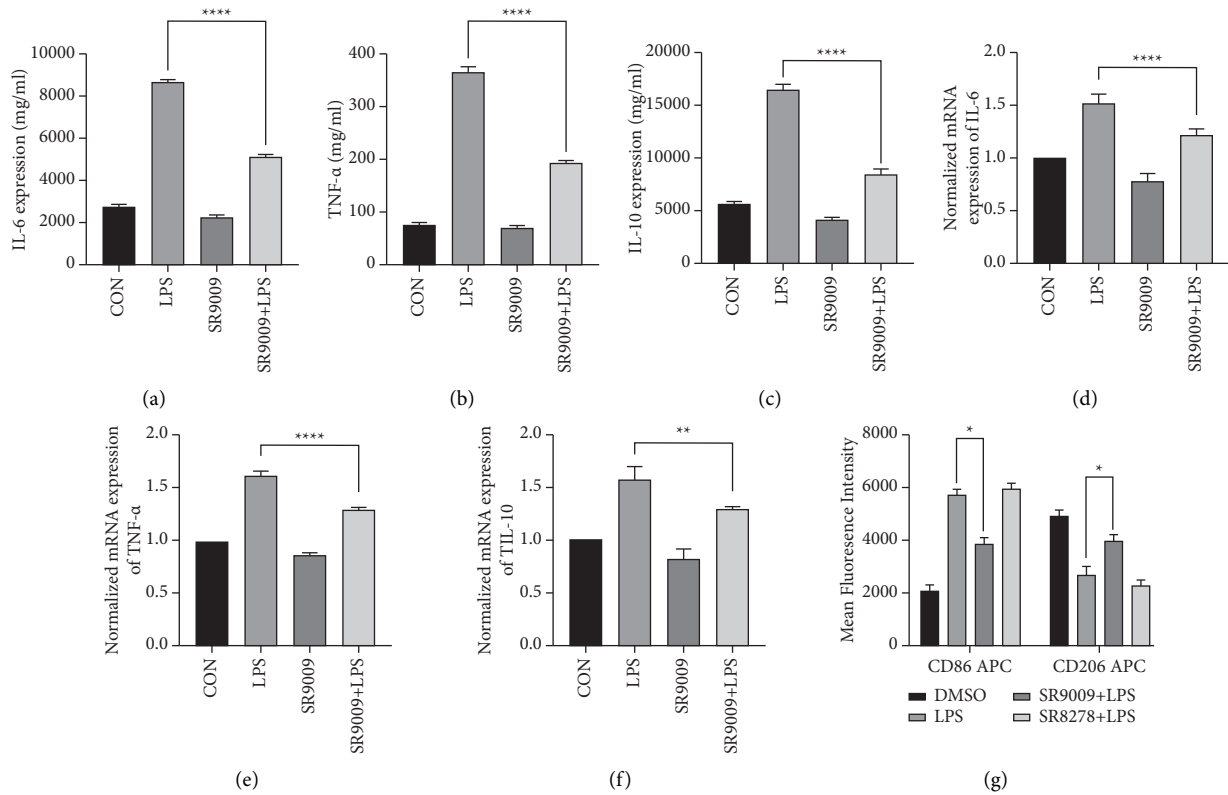 ****
IL-6 expression (mg/ml)
10000
8000
6000
4000
2000
0
CON
LPS
SR9009
SR9009+LPS
(a)
****
TNF-α (mg/ml)
400
300
200
100
0
CON
LPS
SR9009
SR9009+LPS
(b)
****
IL-10 expression (mg/ml)
20000
15000
10000
5000
0
CON
LPS
SR9009
SR9009+LPS
(c)
****
Normalized mRNA
expression of IL-6
2.0
1.5
1.0
0.5
0.0
CON
LPS
SR9009
SR9009+LPS
(d)
****
Normalized mRNA expression
of TNF-α
2.0
1.5
1.0
0.5
0.0
CON
LPS
SR9009
SR9009+LPS
(e)
**
Normalized mRNA expression
of TIL-10
2.0
1.5
1.0
0.5
0.0
CON
LPS
SR9009
SR9009+LPS
(f)
*
*
Mean Fluorescence Intensity
8000
6000
4000
2000
0
CD86 APC
CD206 APC
DMSO
LPS
SR9009+LPS
SR8278+LPS
(g)